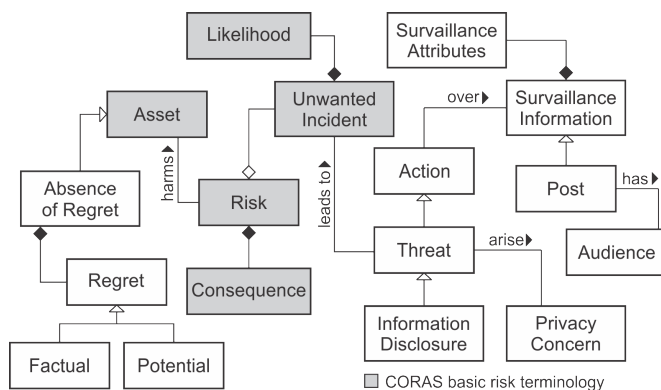 Likelihood
Survaillance
Attributes
Asset
Unwanted
Incident
over
Survaillance
Information
harms
Absence
of Regret
Risk
leads to
Action
Post
has
Regret
Consequence
Threat
arise
Audience
Factual
Potential
Information
Disclosure
Privacy
Concern
CORAS basic risk terminology